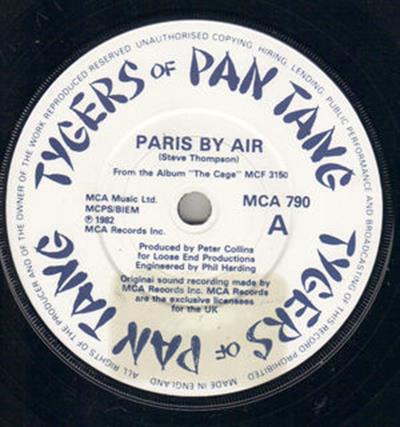 TYGERS OF PAN TANG
TYGERS OF PAN TANG
ALL RIGHTS OF THE PRODUCER AND OF THE OWNER OF THE WORK REPRODUCED RESERVED UNAUTHORISED COPYING, HIRING, LENDING, PUBLIC PERFORMANCE AND BROADCASTING OF THIS RECORD PROHIBITED
MADE IN ENGLAND
PARIS BY AIR
(Steve Thompson)
From the Album "The Cage" MCF 3150
MCA Music Ltd.
MCPS/BIEM
℗ 1982
MCA Records Inc.
MCA 790
A
Produced by Peter Collins
for Loose End Productions
Engineered by Phil Harding
Original sound recording made by
MCA Records Inc. MCA Records
are the exclusive licensees
for the UK